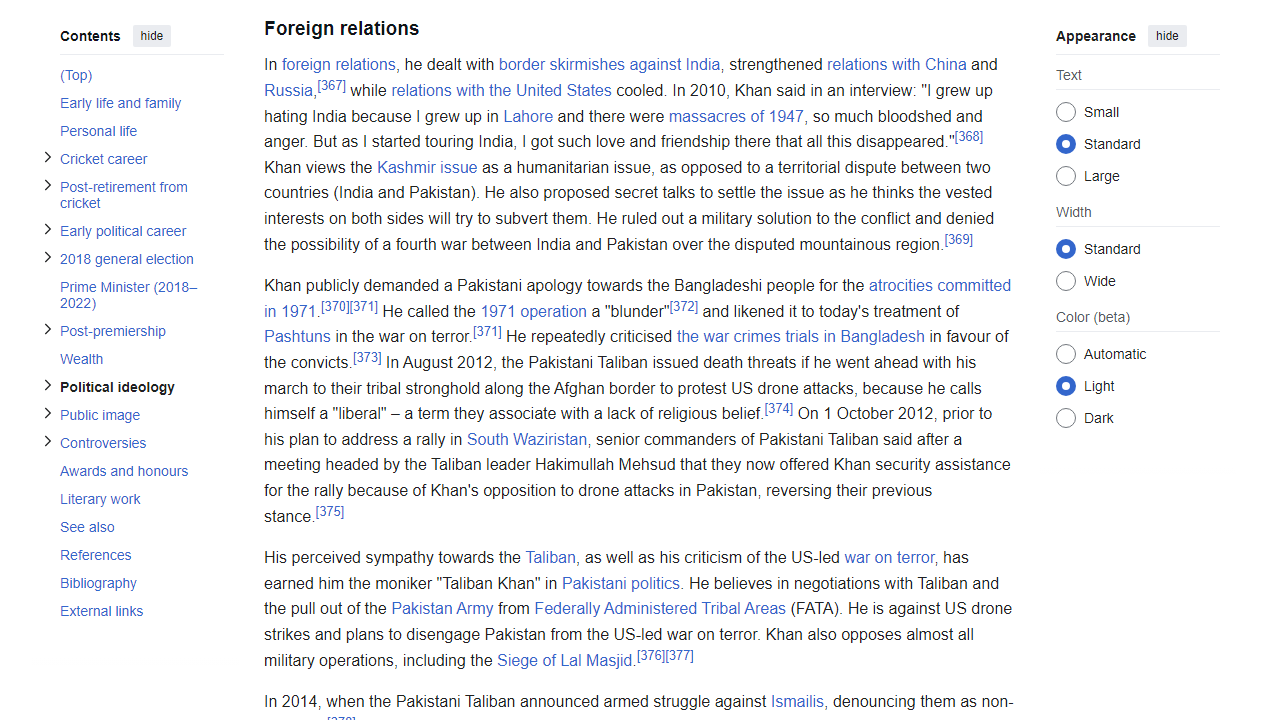 Contents hide
(Top)
Early life and family
Personal life
Cricket career
Post-retirement from
cricket
Early political career
2018 general election
Prime Minister (2018–
2022)
Post-premiership
Wealth
Political ideology
Public image
Controversies
Awards and honours
Literary work
See also
References
Bibliography
External links
Foreign relations
In foreign relations, he dealt with border skirmishes against India, strengthened relations with China and
Russia,[367] while relations with the United States cooled. In 2010, Khan said in an interview: "I grew up
hating India because I grew up in Lahore and there were massacres of 1947, so much bloodshed and
anger. But as I started touring India, I got such love and friendship there that all this disappeared."[368]
Khan views the Kashmir issue as a humanitarian issue, as opposed to a territorial dispute between two
countries (India and Pakistan). He also proposed secret talks to settle the issue as he thinks the vested
interests on both sides will try to subvert them. He ruled out a military solution to the conflict and denied
the possibility of a fourth war between India and Pakistan over the disputed mountainous region.[369]
Khan publicly demanded a Pakistani apology towards the Bangladeshi people for the atrocities committed
in 1971.[370][371] He called the 1971 operation a "blunder"[372] and likened it to today's treatment of
Pashtuns in the war on terror.[371] He repeatedly criticised the war crimes trials in Bangladesh in favour of
the convicts.[373] In August 2012, the Pakistani Taliban issued death threats if he went ahead with his
march to their tribal stronghold along the Afghan border to protest US drone attacks, because he calls
himself a "liberal" – a term they associate with a lack of religious belief.[374] On 1 October 2012, prior to
his plan to address a rally in South Waziristan, senior commanders of Pakistani Taliban said after a
meeting headed by the Taliban leader Hakimullah Mehsud that they now offered Khan security assistance
for the rally because of Khan's opposition to drone attacks in Pakistan, reversing their previous
stance.[375]
His perceived sympathy towards the Taliban, as well as his criticism of the US-led war on terror, has
earned him the moniker "Taliban Khan" in Pakistani politics. He believes in negotiations with Taliban and
the pull out of the Pakistan Army from Federally Administered Tribal Areas (FATA). He is against US drone
strikes and plans to disengage Pakistan from the US-led war on terror. Khan also opposes almost all
military operations, including the Siege of Lal Masjid.[376][377]
In 2014, when the Pakistani Taliban announced armed struggle against Ismailis, denouncing them as non-
Appearance hide
Text
Small
Standard
Large
Width
Standard
Wide
Color (beta)
Automatic
Light
Dark